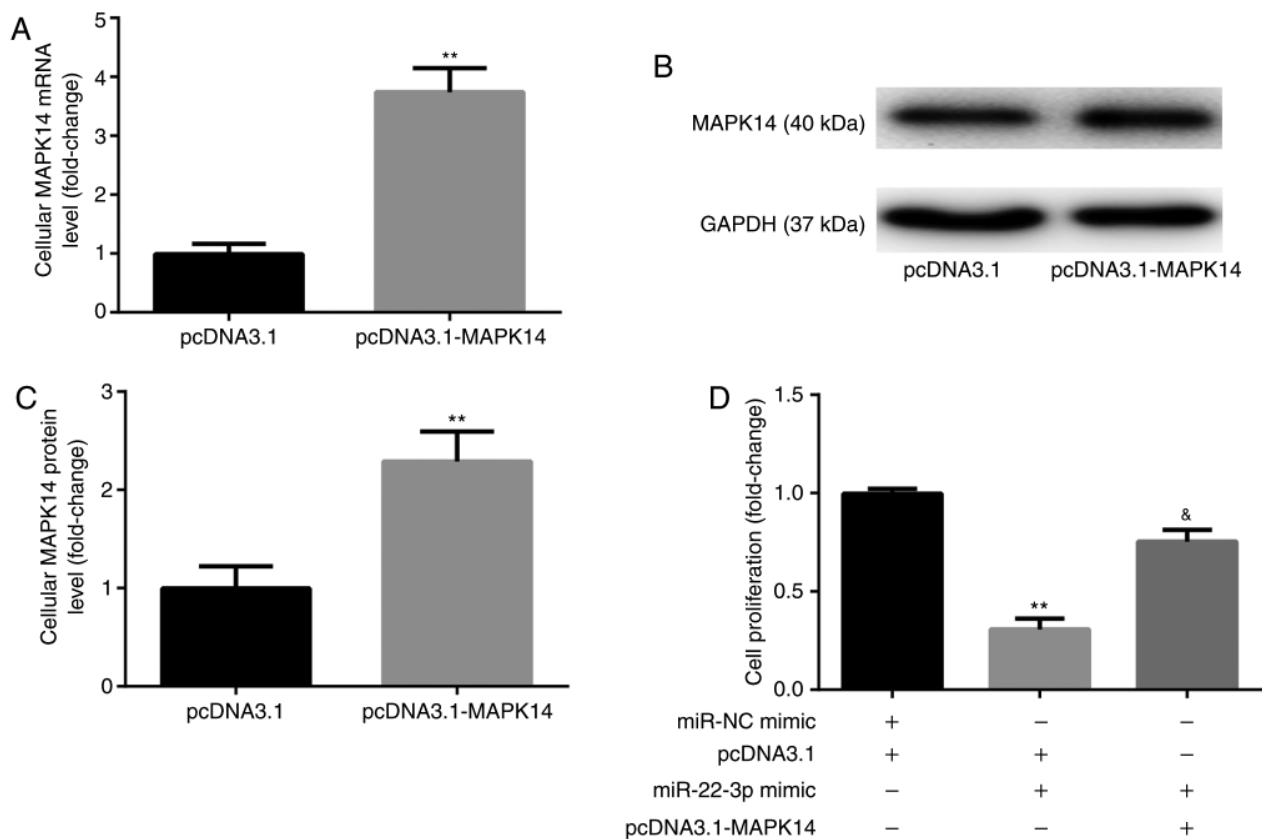 A
Cellular MAPK14 mRNA
level (fold-change)
5
4
3
2
1
0
**
pcDNA3.1
pcDNA3.1-MAPK14
B
MAPK14 (40 kDa)
GAPDH (37 kDa)
pcDNA3.1
pcDNA3.1-MAPK14
C
Cellular MAPK14 protein
level (fold-change)
3
2
1
0
**
pcDNA3.1
pcDNA3.1-MAPK14
D
Cell proliferation (fold-change)
1.5
1.0
0.5
0.0
**
&
miR-NC mimic + − −
pcDNA3.1 + + −
miR-22-3p mimic − + +
pcDNA3.1-MAPK14 − − +